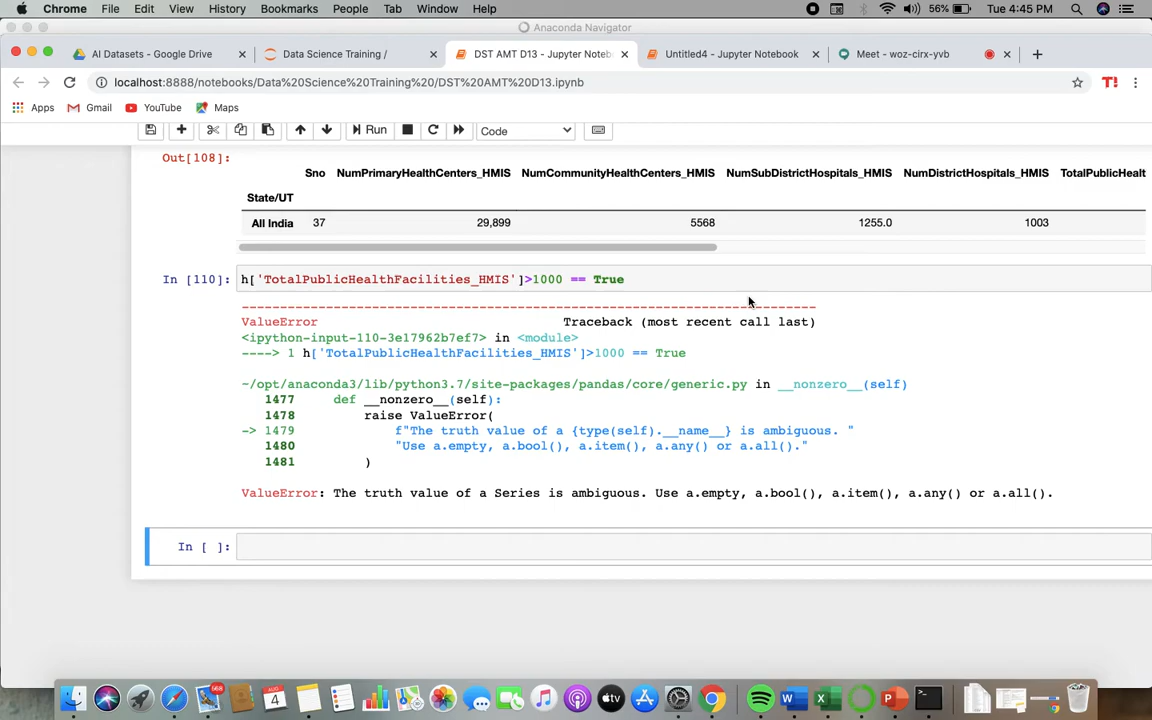 Chrome File Edit View History Bookmarks People Tab Window Help 56% Tue 4:45 PM
Anaconda Navigator
AI Datasets - Google Drive Data Science Training / DST AMT D13 - Jupyter Noteb Untitled4 - Jupyter Notebook Meet - woz-cirx-yvb
localhost:8888/notebooks/Data%20Science%20Training%20/DST%20AMT%20D13.ipynb T!
Apps Gmail YouTube Maps
Run Code
Out[108]:
Sno NumPrimaryHealthCenters_HMIS NumCommunityHealthCenters_HMIS NumSubDistrictHospitals_HMIS NumDistrictHospitals_HMIS TotalPublicHealt
State/UT
All India 37 29,899 5568 1255.0 1003
In [110]: h['TotalPublicHealthFacilities_HMIS']>1000 == True
ValueError Traceback (most recent call last)
<ipython-input-110-3e17962b7ef7> in <module>
----> 1 h['TotalPublicHealthFacilities_HMIS']>1000 == True
~/opt/anaconda3/lib/python3.7/site-packages/pandas/core/generic.py in __nonzero__(self)
1477 def __nonzero__(self):
1478 raise ValueError(
-> 1479 f"The truth value of a {type(self).__name__} is ambiguous. "
1480 "Use a.empty, a.bool(), a.item(), a.any() or a.all()."
1481 )
ValueError: The truth value of a Series is ambiguous. Use a.empty, a.bool(), a.item(), a.any() or a.all().
In [ ]:
568
AUG
4
tv